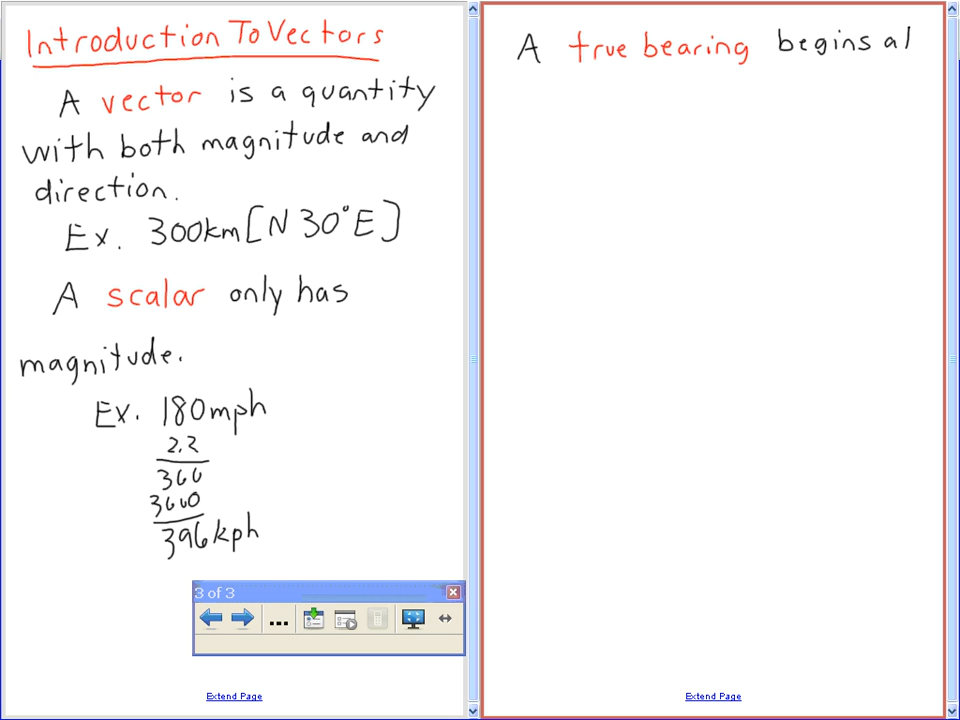 Introduction To Vectors
A vector is a quantity
with both magnitude and
direction.
Ex. 300km [N 30° E]
A scalar only has
magnitude.
Ex. 180mph
2.2
360
3600
396kph
3 of 3
...
Extend Page
A true bearing begins
Extend Page